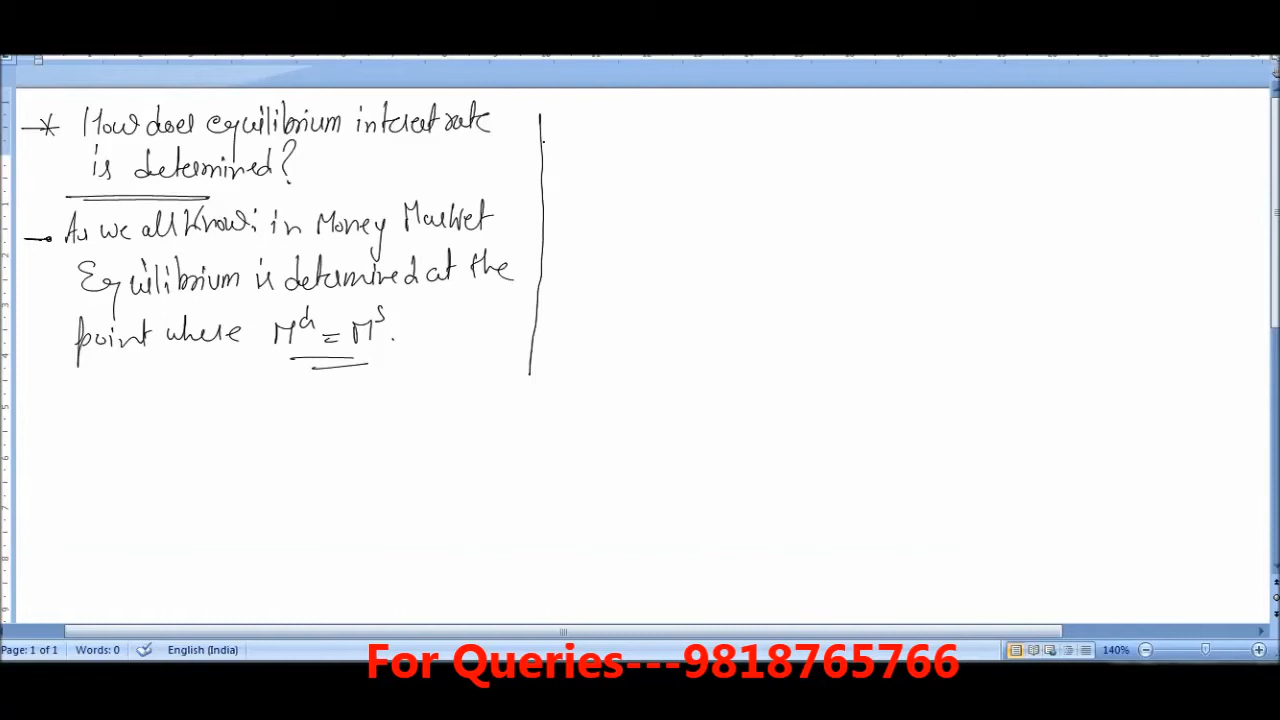 How does equilibrium interest rate
is determined?
As we all know: in Money Market
Equilibrium is determined at the
point where Mᵈ = Mˢ.
Page: 1 of 1 Words: 0 English (India) 140%
For Queries---9818765766